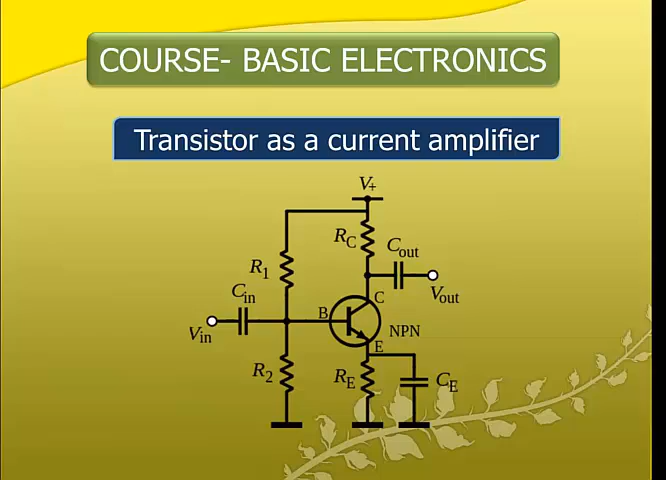 COURSE- BASIC ELECTRONICS
Transistor as a current amplifier
V+
RC
Cout
R1
Cin
C
Vout
B
Vin
NPN
E
R2
RE
CE